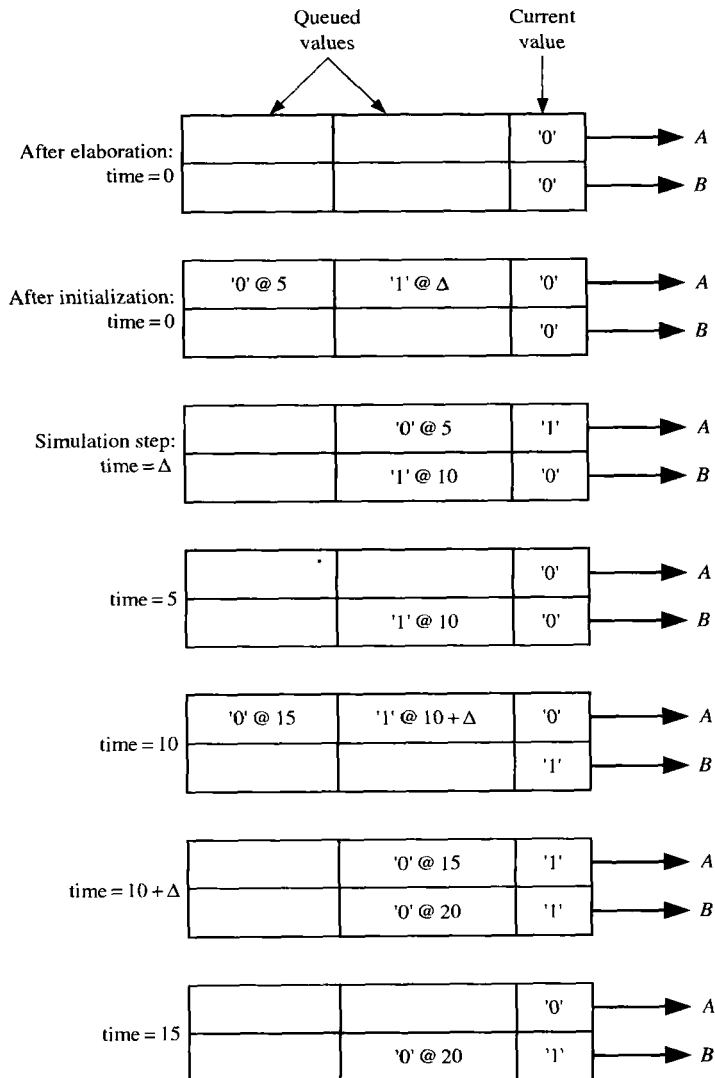 Queued values
Current value
'0' A
After elaboration: time = 0
'0' B
'0' @ 5 '1' @ Δ '0' A
After initialization: time = 0
'0' B
'0' @ 5 '1' A
Simulation step: time = Δ
'1' @ 10 '0' B
'0' A
time = 5
'1' @ 10 '0' B
'0' @ 15 '1' @ 10 + Δ '0' A
time = 10
'1' B
'0' @ 15 '1' A
time = 10 + Δ
'0' @ 20 '1' B
'0' A
time = 15
'0' @ 20 '1' B